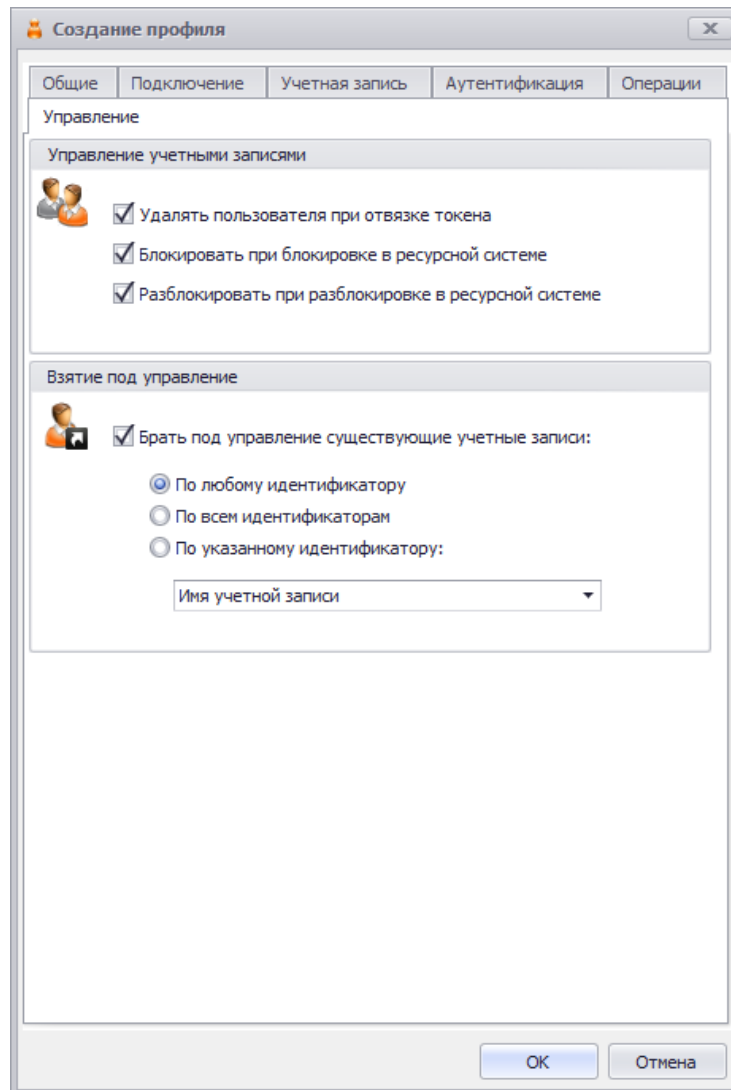 Создание профиля
Общие Подключение Учетная запись Аутентификация Операции
Управление
Управление учетными записями
Удалять пользователя при отвязке токена
Блокировать при блокировке в ресурсной системе
Разблокировать при разблокировке в ресурсной системе
Взятие под управление
Брать под управление существующие учетные записи:
По любому идентификатору
По всем идентификаторам
По указанному идентификатору:
Имя учетной записи
OK Отмена